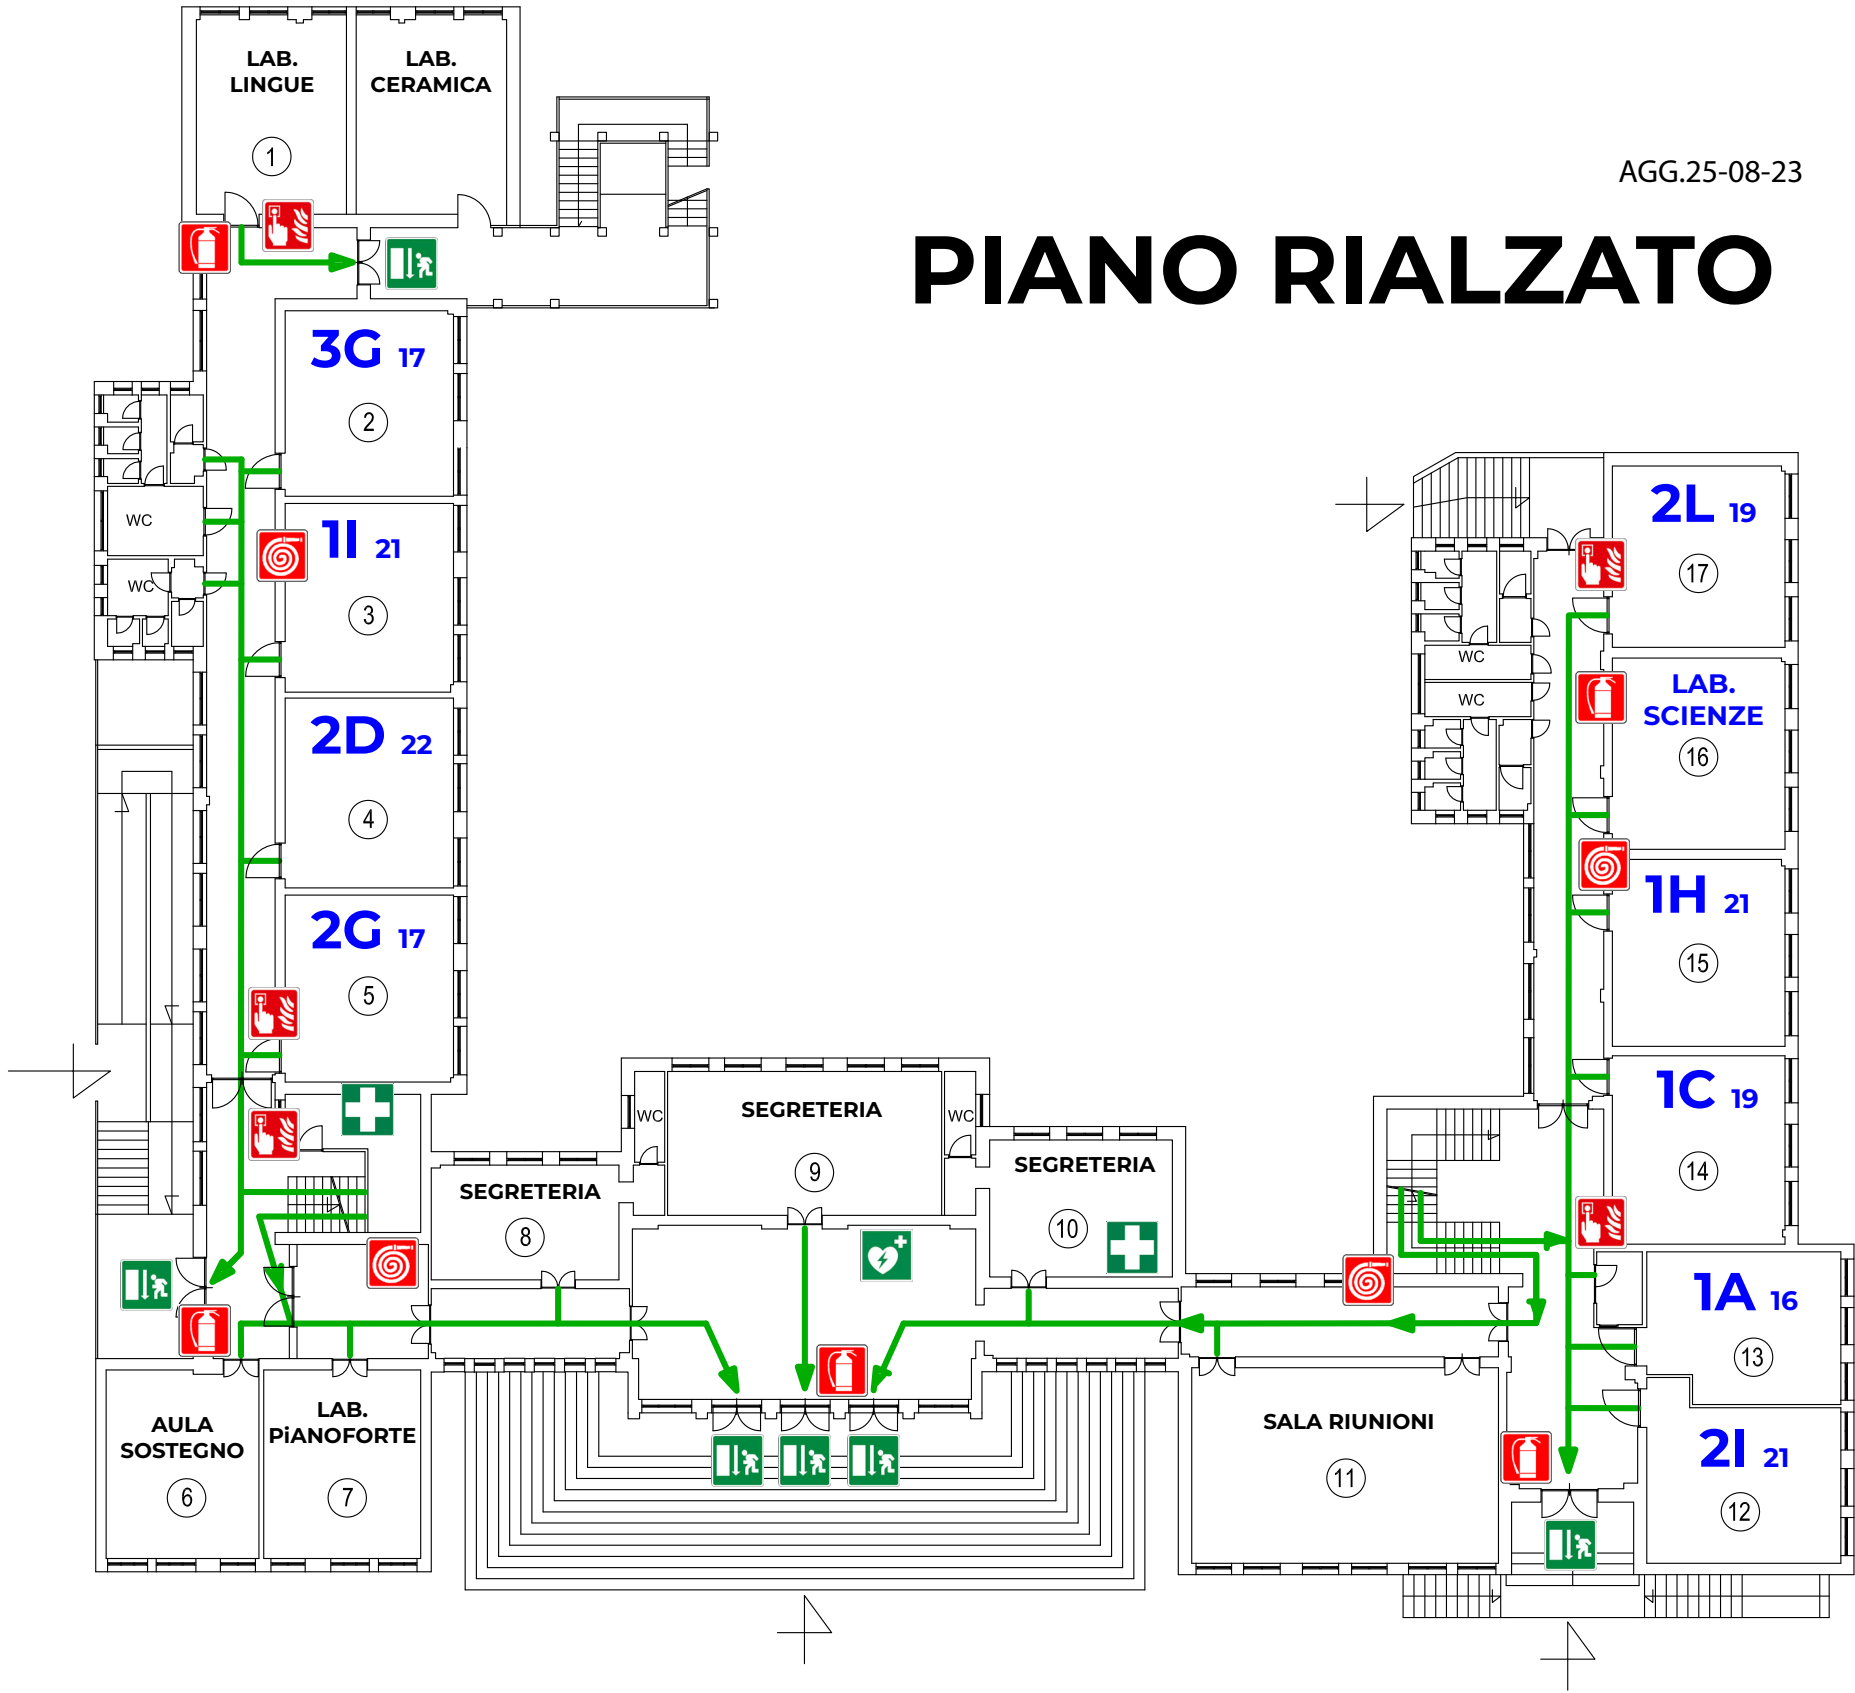 LAB.
LINGUE
1
LAB.
CERAMICA
AGG.25-08-23
PIANO RIALZATO
3G 17
2
1I 21
3
2D 22
4
2G 17
5
WC
WC
2L 19
17
LAB.
SCIENZE
16
1H 21
15
1C 19
14
WC
WC
1A 16
13
2I 21
12
WC
SEGRETERIA
9
WC
SEGRETERIA
8
SEGRETERIA
10
AULA
SOSTEGNO
6
LAB.
PiANOFORTE
7
SALA RIUNIONI
11